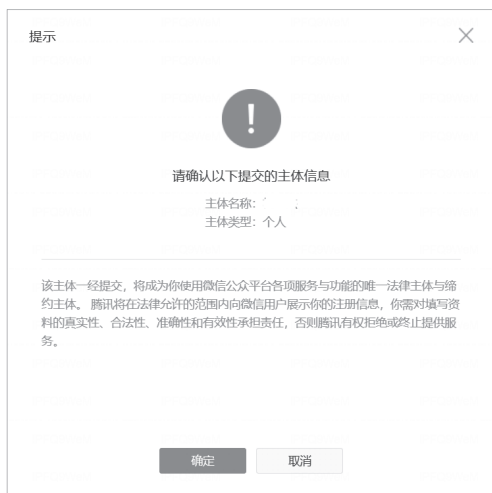 提示
请确认以下提交的主体信息
主体名称：
主体类型：个人
该主体一经提交，将成为你使用微信公众平台各项服务与功能的唯一法律主体与缔
约主体。 腾讯将在法律允许的范围内向微信用户展示你的注册信息，你需对填写资
料的真实性、合法性、准确性和有效性承担责任，否则腾讯有权拒绝或终止提供服
务。
确定
取消